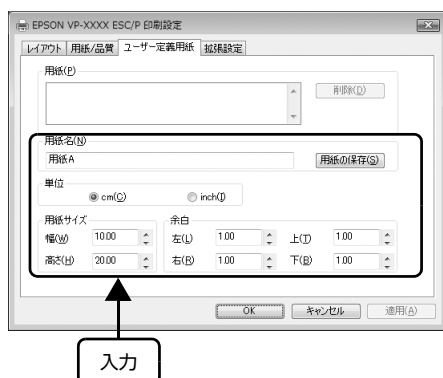 EPSON VP-XXXX ESC/P 印刷設定
レイアウト 用紙/品質 ユーザー定義用紙 拡張設定
用紙(P)
削除(D)
用紙名(N)
用紙A 用紙の保存(S)
単位
cm(C) inch(I)
用紙サイズ 余白
幅(W) 10.00 左(L) 1.00 上(T) 1.00
高さ(H) 20.00 右(R) 1.00 下(B) 1.00
OK キャンセル 適用(A)
入力